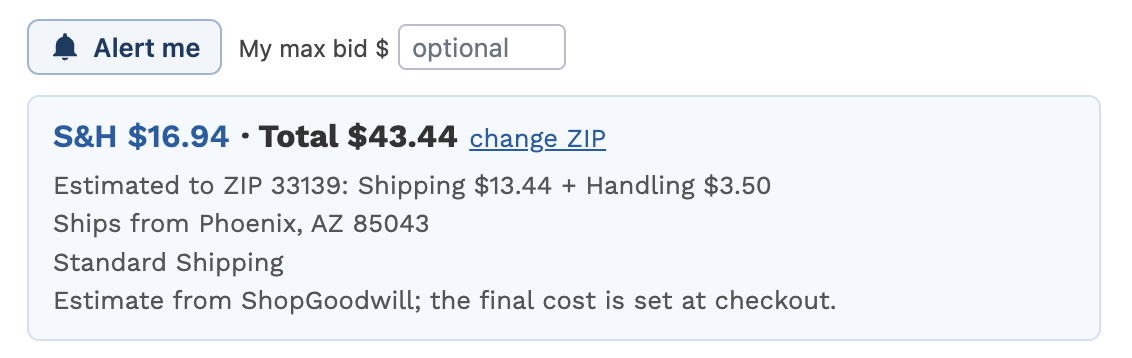 Alert me My max bid $ optional
S&H $16.94 · Total $43.44 change ZIP
Estimated to ZIP 33139: Shipping $13.44 + Handling $3.50
Ships from Phoenix, AZ 85043
Standard Shipping
Estimate from ShopGoodwill; the final cost is set at checkout.